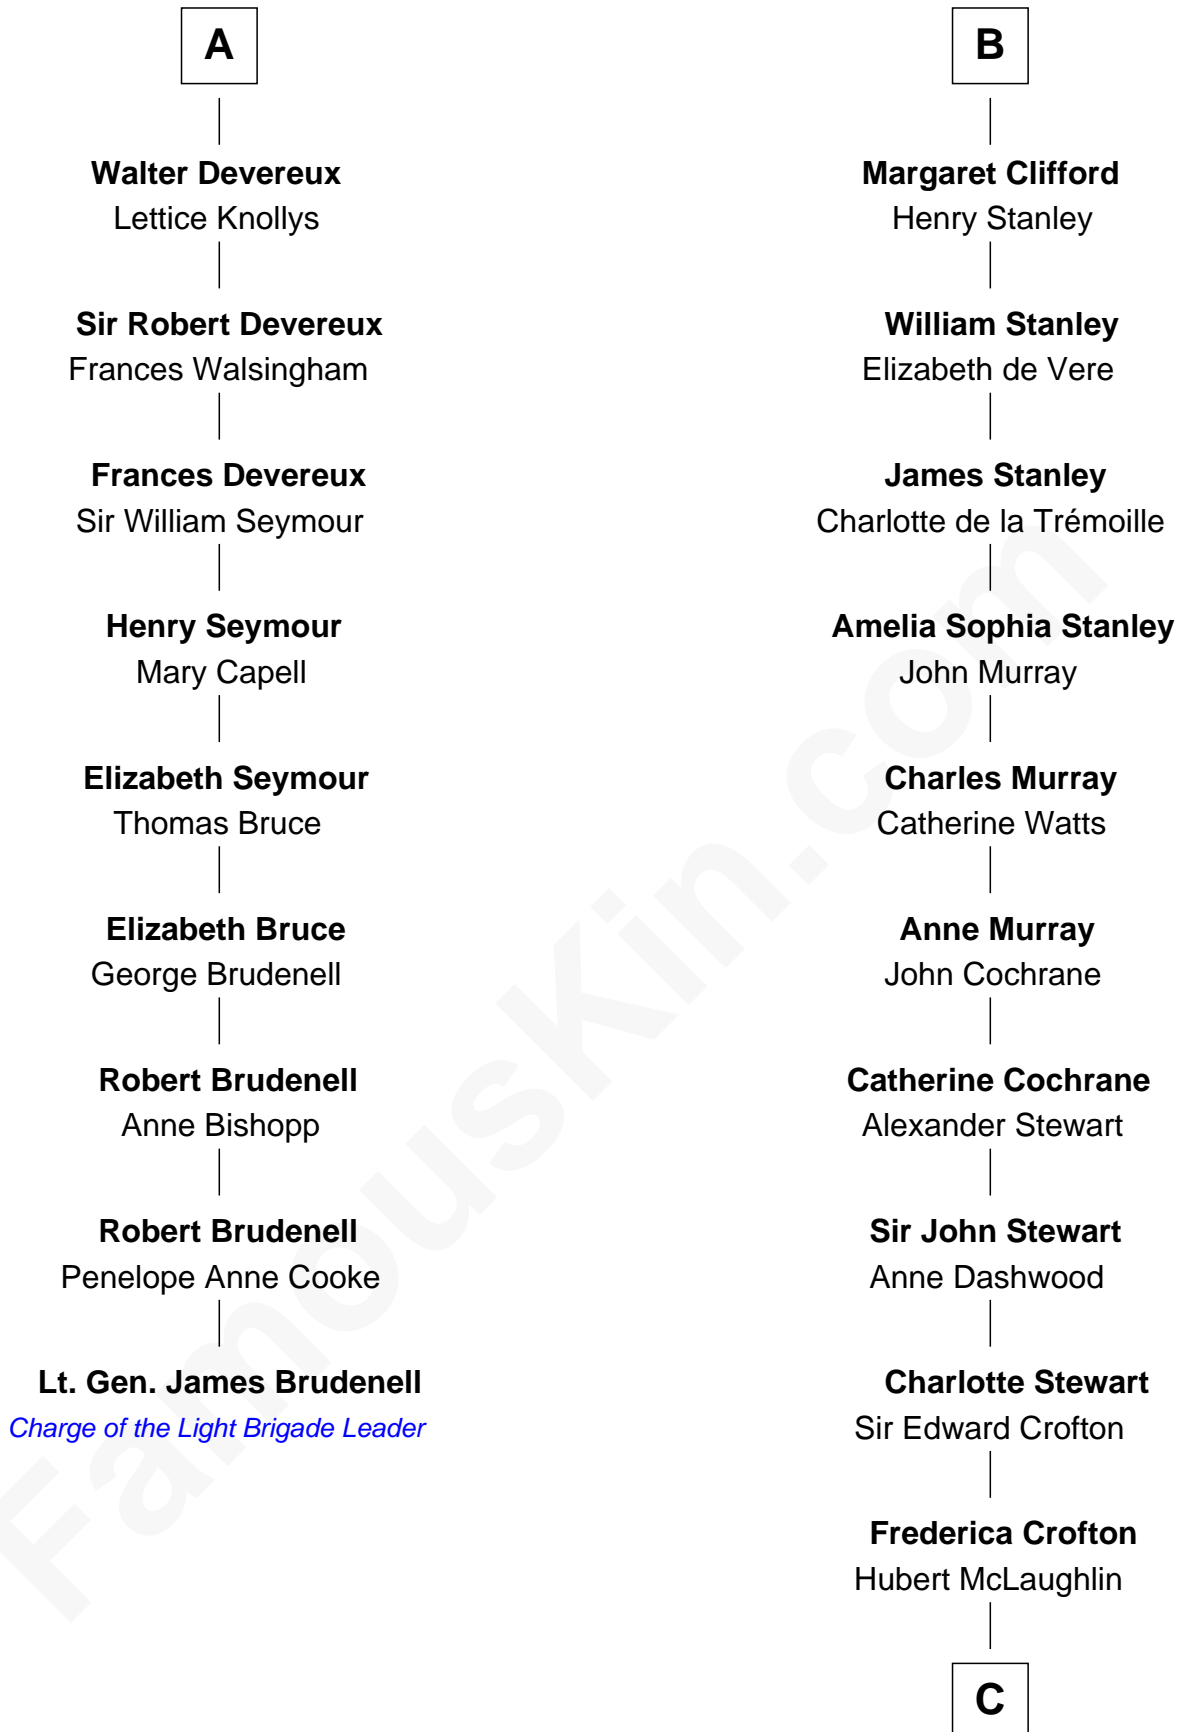 A
Walter Devereux
Lettice Knollys
Sir Robert Devereux
Frances Walsingham
Frances Devereux
Sir William Seymour
Henry Seymour
Mary Capell
Elizabeth Seymour
Thomas Bruce
Elizabeth Bruce
George Brudenell
Robert Brudenell
Anne Bishopp
Robert Brudenell
Penelope Anne Cooke
Lt. Gen. James Brudenell
Charge of the Light Brigade Leader
B
Margaret Clifford
Henry Stanley
William Stanley
Elizabeth de Vere
James Stanley
Charlotte de la Trémoille
Amelia Sophia Stanley
John Murray
Charles Murray
Catherine Watts
Anne Murray
John Cochrane
Catherine Cochrane
Alexander Stewart
Sir John Stewart
Anne Dashwood
Charlotte Stewart
Sir Edward Crofton
Frederica Crofton
Hubert McLaughlin
C
FamousKin.com